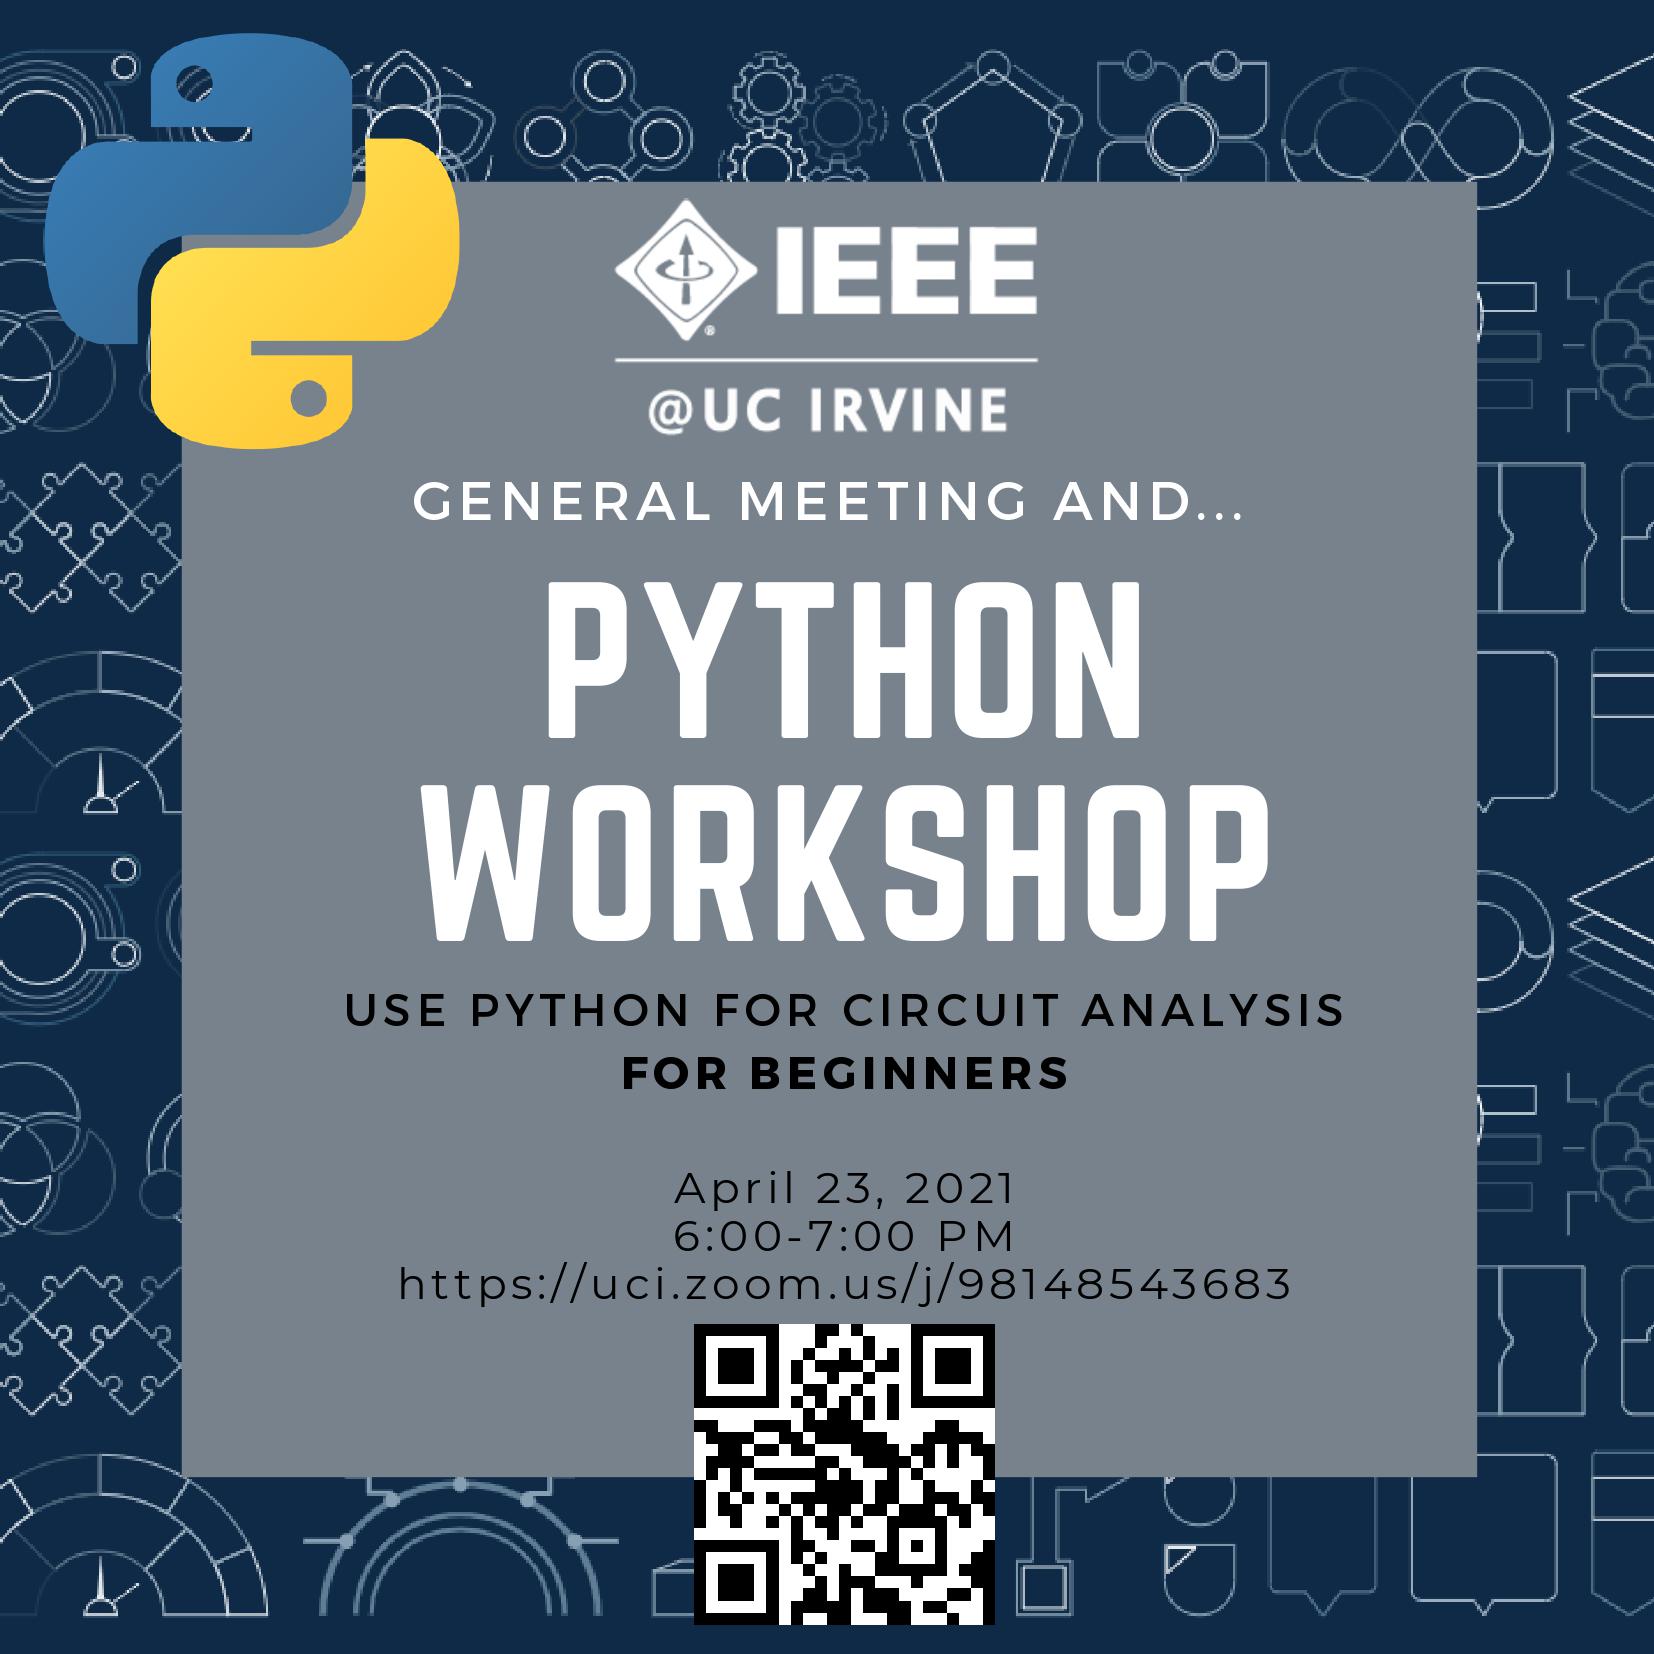 IEEE
@UC IRVINE
GENERAL MEETING AND...
PYTHON
WORKSHOP
USE PYTHON FOR CIRCUIT ANALYSIS
FOR BEGINNERS
April 23, 2021
6:00-7:00 PM
https://uci.zoom.us/j/98148543683